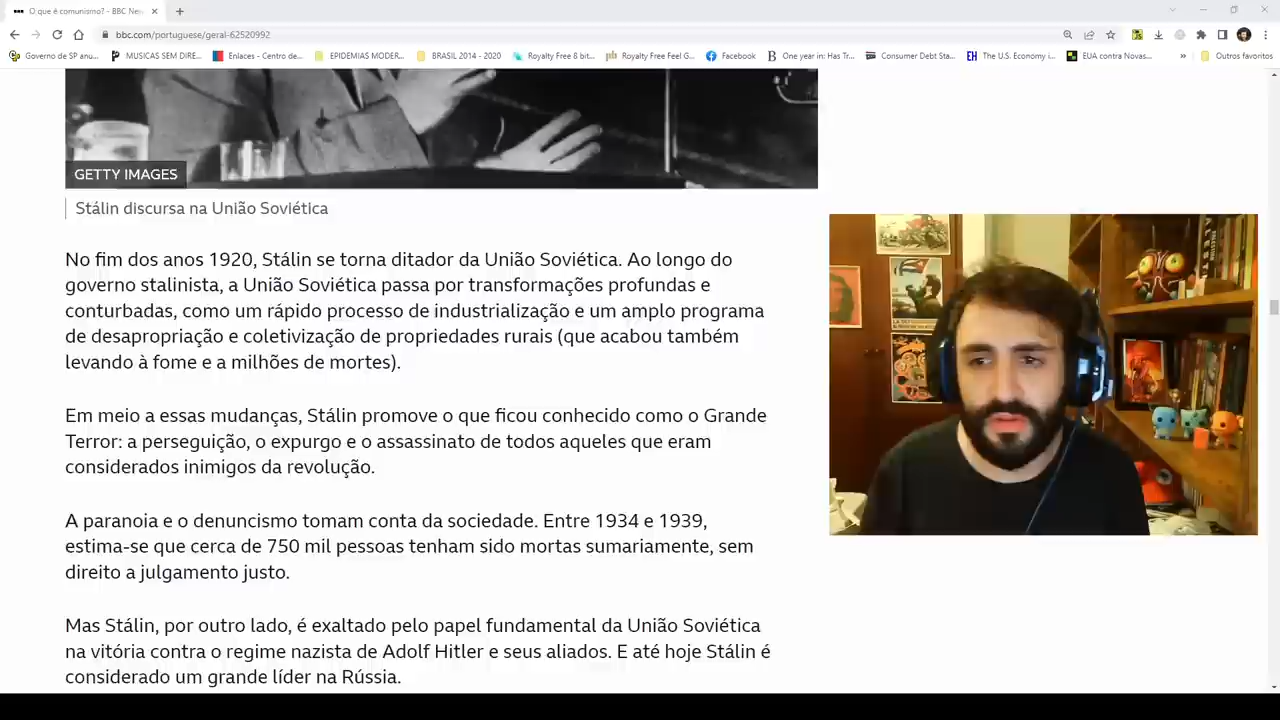 O que é comunismo? - BBC Ne
bbc.com/portuguese/geral-62520992
Governo de SP anu...
MUSICAS SEM DIRE...
Enlaces - Centro de...
EPIDEMIAS MODER...
BRASIL 2014 - 2020
Royalty Free 8 bit...
Royalty Free Feel G...
Facebook
One year in: Has Tr...
Consumer Debt Sta...
The U.S. Economy i...
EUA contra Novas...
»
Outros favoritos
GETTY IMAGES
Stálin discursa na União Soviética
No fim dos anos 1920, Stálin se torna ditador da União Soviética. Ao longo do
governo stalinista, a União Soviética passa por transformações profundas e
conturbadas, como um rápido processo de industrialização e um amplo programa
de desapropriação e coletivização de propriedades rurais (que acabou também
levando à fome e a milhões de mortes).
Em meio a essas mudanças, Stálin promove o que ficou conhecido como o Grande
Terror: a perseguição, o expurgo e o assassinato de todos aqueles que eram
considerados inimigos da revolução.
A paranoia e o denuncismo tomam conta da sociedade. Entre 1934 e 1939,
estima-se que cerca de 750 mil pessoas tenham sido mortas sumariamente, sem
direito a julgamento justo.
Mas Stálin, por outro lado, é exaltado pelo papel fundamental da União Soviética
na vitória contra o regime nazista de Adolf Hitler e seus aliados. E até hoje Stálin é
considerado um grande líder na Rússia.